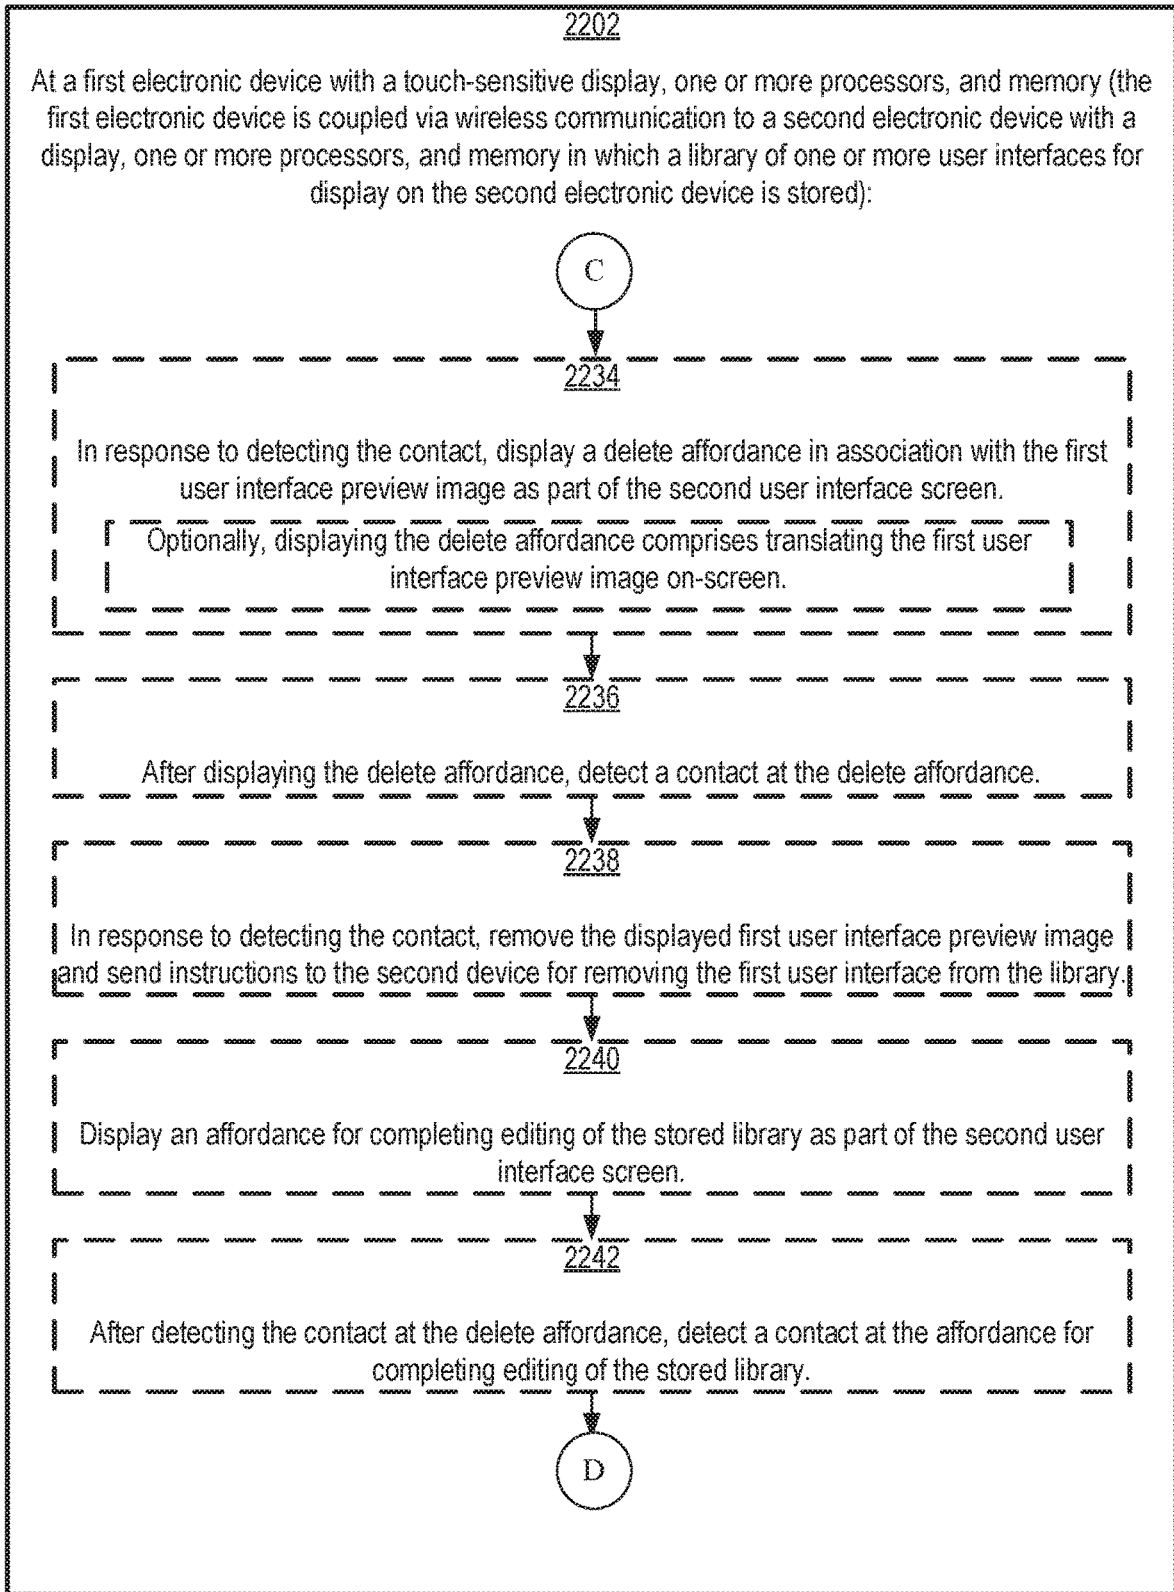 2202
At a first electronic device with a touch-sensitive display, one or more processors, and memory (the
first electronic device is coupled via wireless communication to a second electronic device with a
display, one or more processors, and memory in which a library of one or more user interfaces for
display on the second electronic device is stored):
C
2234
In response to detecting the contact, display a delete affordance in association with the first
user interface preview image as part of the second user interface screen.
Optionally, displaying the delete affordance comprises translating the first user
interface preview image on-screen.
2236
After displaying the delete affordance, detect a contact at the delete affordance.
2238
In response to detecting the contact, remove the displayed first user interface preview image
and send instructions to the second device for removing the first user interface from the library.
2240
Display an affordance for completing editing of the stored library as part of the second user
interface screen.
2242
After detecting the contact at the delete affordance, detect a contact at the affordance for
completing editing of the stored library.
D